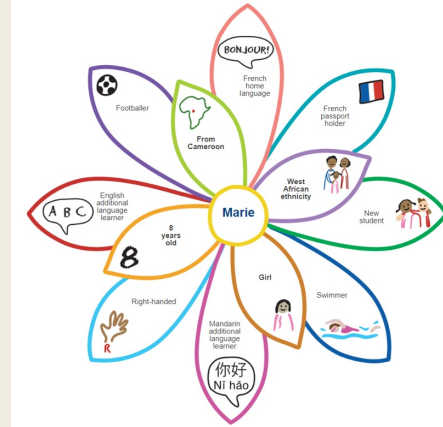 BONJOUR!
French
home
language
French
passport
holder
Footballer
From
Cameroon
West
African
ethnicity
English
additional
language
learner
A B C
Marie
New
student
8
years
old
8
Girl
Right-handed
R
Swimmer
Mandarin
additional
language
learner
你好
Nǐ hǎo